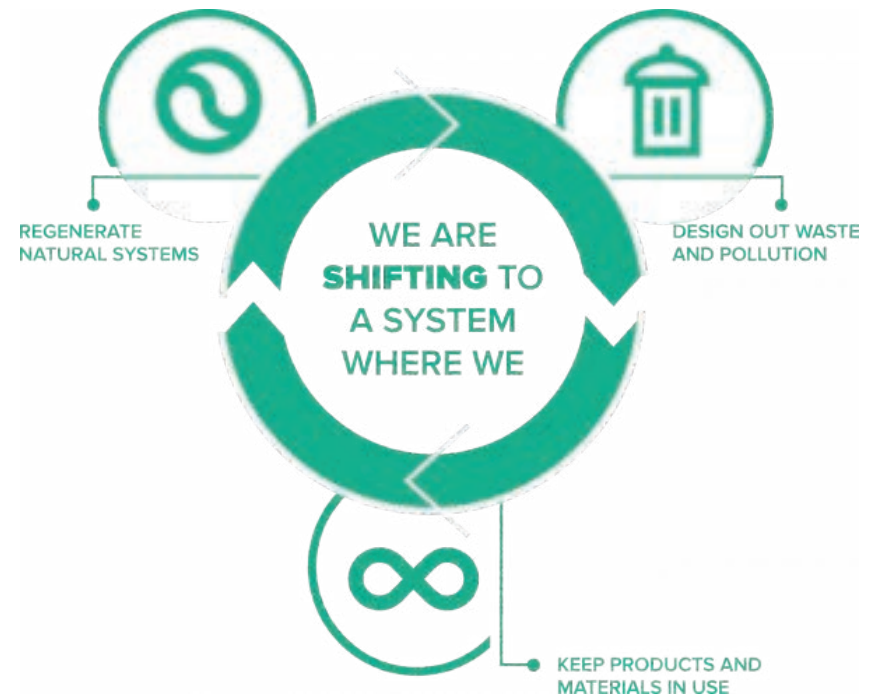 REGENERATE
NATURAL SYSTEMS
DESIGN OUT WASTE
AND POLLUTION
WE ARE
SHIFTING TO
A SYSTEM
WHERE WE
KEEP PRODUCTS AND
MATERIALS IN USE